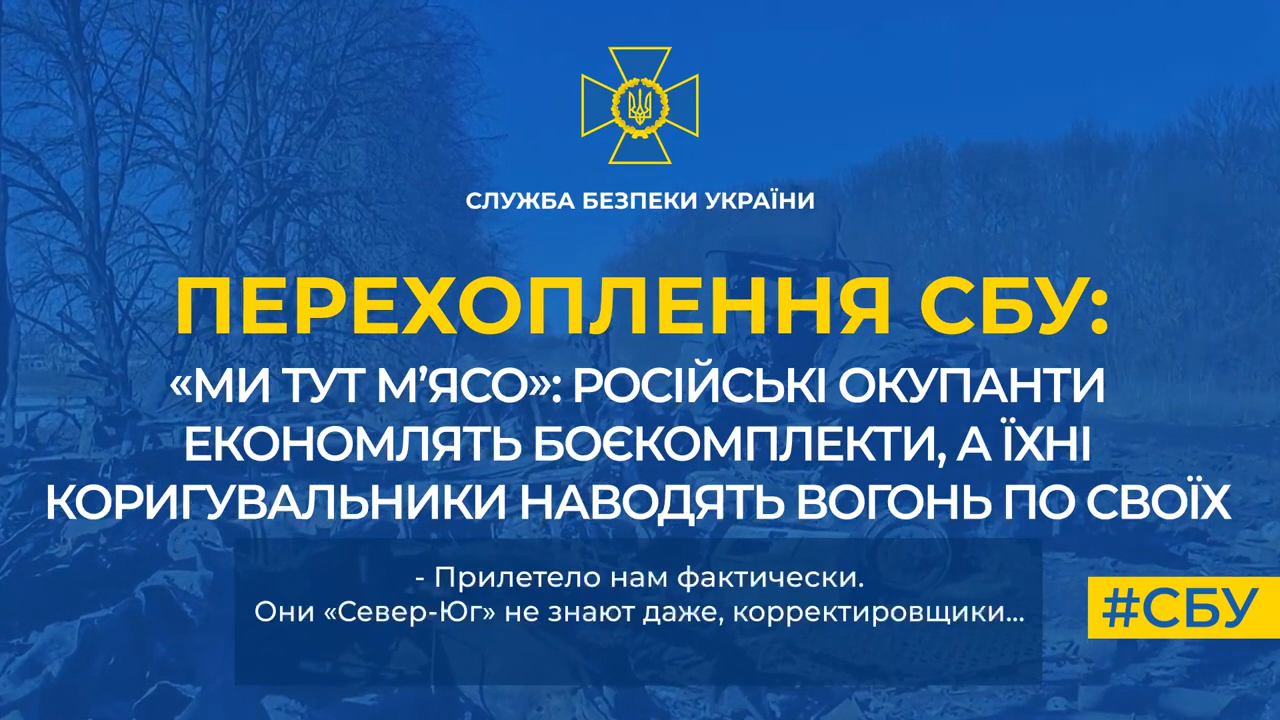 СЛУЖБА БЕЗПЕКИ УКРАЇНИ
ПЕРЕХОПЛЕННЯ СБУ:
«МИ ТУТ М’ЯСО»: РОСІЙСЬКІ ОКУПАНТИ
ЕКОНОМЛЯТЬ БОЄКОМПЛЕКТИ, А ЇХНІ
КОРИГУВАЛЬНИКИ НАВОДЯТЬ ВОГОНЬ ПО СВОЇХ
- Прилетело нам фактически.
Они «Север-Юг» не знают даже, корректировщики...
#СБУ